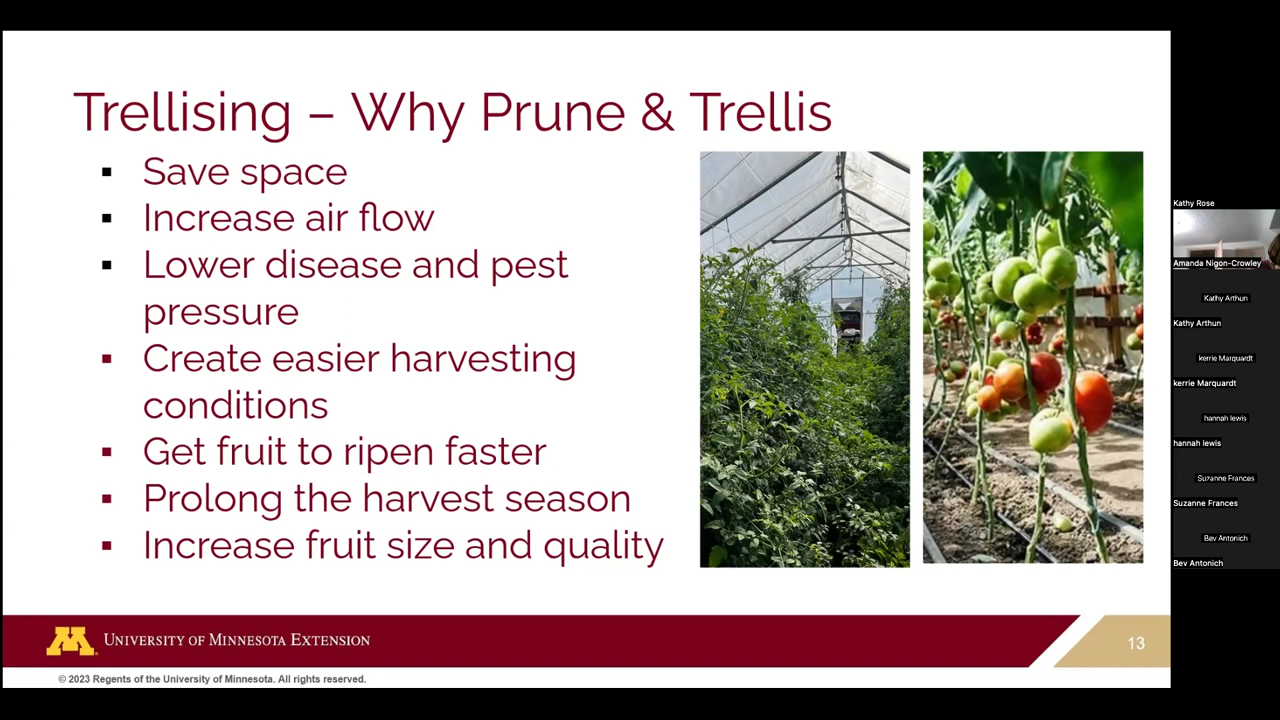 Trellising – Why Prune & Trellis
▪ Save space
▪ Increase air flow
▪ Lower disease and pest
pressure
▪ Create easier harvesting
conditions
▪ Get fruit to ripen faster
▪ Prolong the harvest season
▪ Increase fruit size and quality
M
UNIVERSITY OF MINNESOTA EXTENSION
13
© 2023 Regents of the University of Minnesota. All rights reserved.
Kathy Rose
Amanda Nigon-Crowley
Kathy Arthun
Kathy Arthun
kerrie Marquardt
kerrie Marquardt
hannah lewis
hannah lewis
Suzanne Frances
Suzanne Frances
Bev Antonich
Bev Antonich